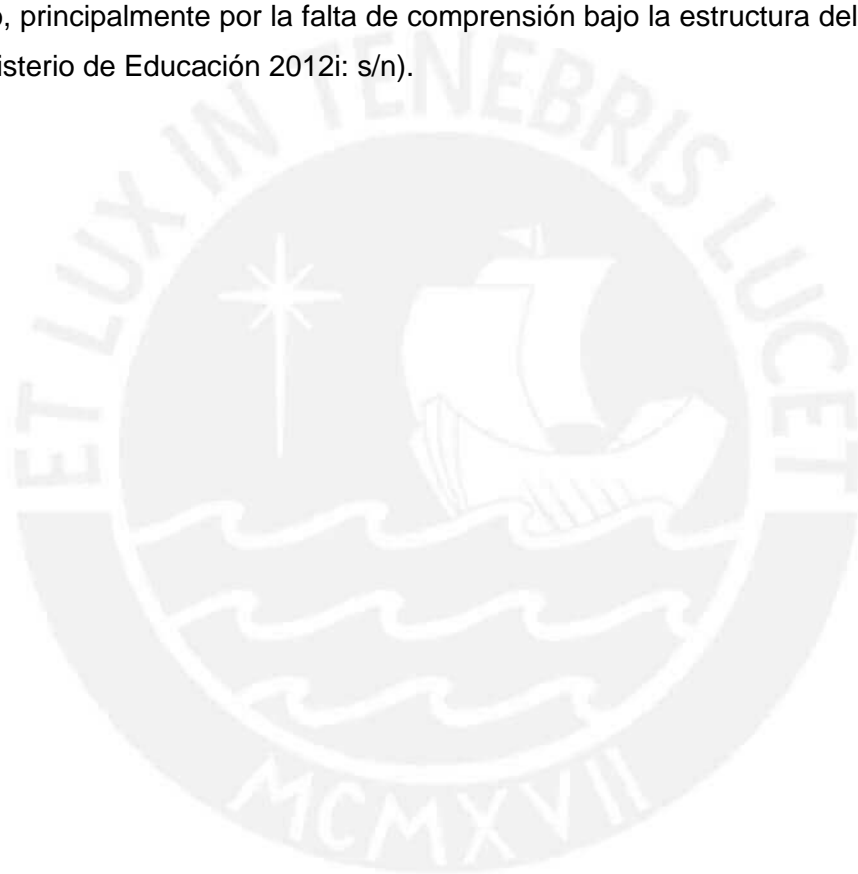 , principalmente por la falta de comprensión bajo la estructura del
isterio de Educación 2012i: s/n).
ET LUX IN TENEBRIS LUCET
MCMXVII